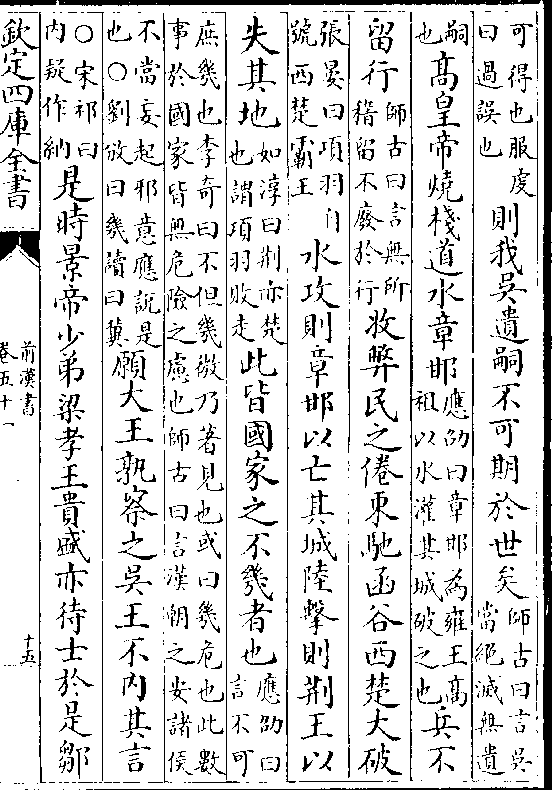 可得也服虔
曰過誤也
則我吳遺嗣不可期於世矣
師古曰言吳
當絕滅無遺
嗣
也
高皇帝燒棧道水章邯
應劭曰章邯為雍王高
祖以水灌其城破之也
兵不
留行
師古曰言無所
稽留不廢於行
收弊民之倦東馳函谷西楚大破
張晏曰項羽自
號西楚霸王
水攻則章邯以亡其城陸擊則荆王以
失其地
如淳曰荆亦楚
也謂項羽敗走
此皆國家之不幾者也
應劭曰
言不可
庶幾也李奇曰不但幾微乃著見也或曰幾危也此數
事於國家皆無危險之慮也師古曰言漢朝之安諸侯
不當妄起邪意應說是
也○劉攽曰幾讀曰冀
願大王孰察之吳王不內其言
○宋祁曰
內疑作納
是時景帝少弟梁孝王貴盛亦待士於是鄒
欽定四庫全書
前漢書
卷五十一
十五